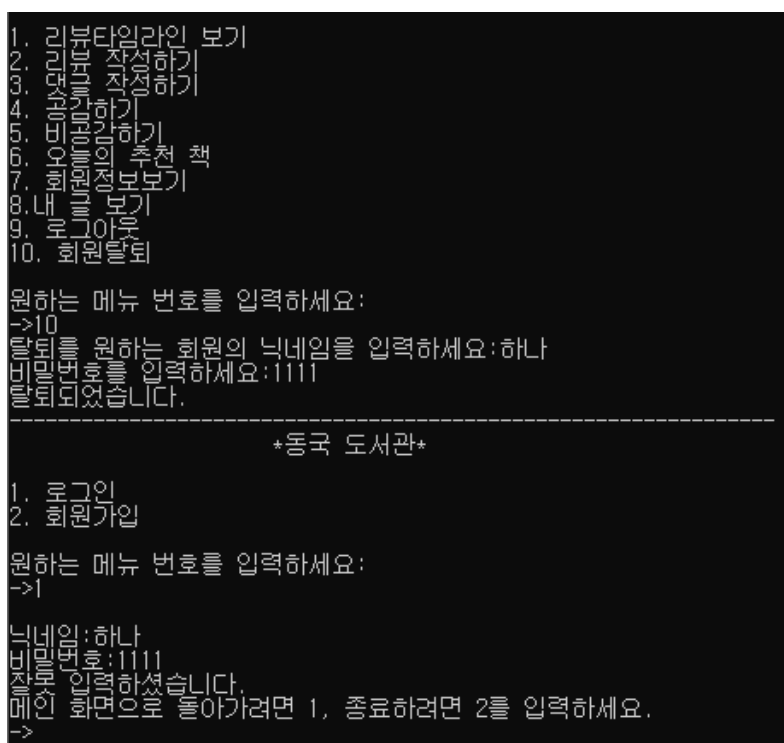 1. 리뷰타임라인 보기
2. 리뷰 작성하기
3. 댓글 작성하기
4. 공감하기
5. 비공감하기
6. 오늘의 추천 책
7. 회원정보보기
8.내 글 보기
9. 로그아웃
10. 회원탈퇴
원하는 메뉴 번호를 입력하세요:
->10
탈퇴를 원하는 회원의 닉네임을 입력하세요:하나
비밀번호를 입력하세요:1111
탈퇴되었습니다.
----------------------------------------------------------------
*동국 도서관*
1. 로그인
2. 회원가입
원하는 메뉴 번호를 입력하세요:
->1
닉네임:하나
비밀번호:1111
잘못 입력하셨습니다.
메인 화면으로 돌아가려면 1, 종료하려면 2를 입력하세요.
->